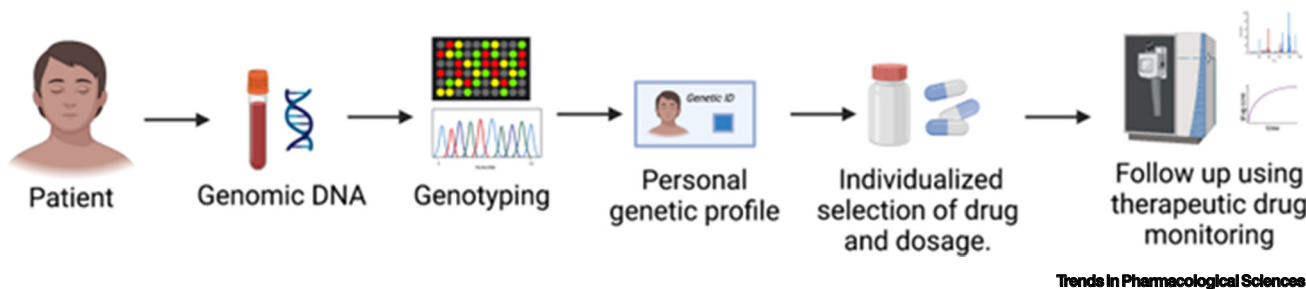 Patient
Genomic DNA
Genotyping
Genetic ID
Personal
genetic profile
Individualized
selection of drug
and dosage.
Follow up using
therapeutic drug
monitoring
Trends in Pharmacological Sciences